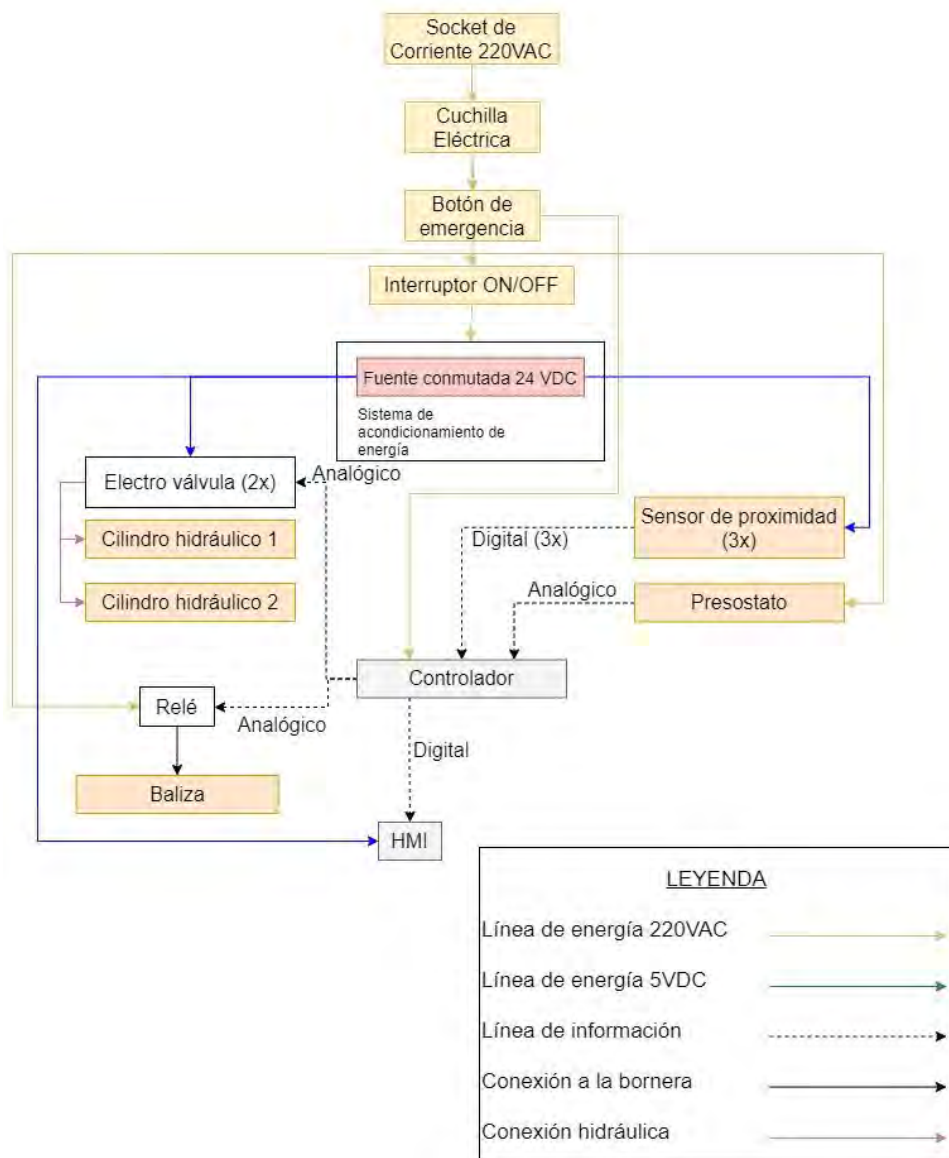 Socket de
Corriente 220VAC
Cuchilla
Eléctrica
Botón de
emergencia
Interruptor ON/OFF
Fuente conmutada 24 VDC
Sistema de
acondicionamiento de
energía
Electro válvula (2x)
Analógico
Cilindro hidráulico 1
Cilindro hidráulico 2
Sensor de proximidad
(3x)
Digital (3x)
Analógico
Presostato
Controlador
Relé
Analógico
Digital
Baliza
HMI
LEYENDA
Línea de energía 220VAC
Línea de energía 5VDC
Línea de información
Conexión a la bornera
Conexión hidráulica